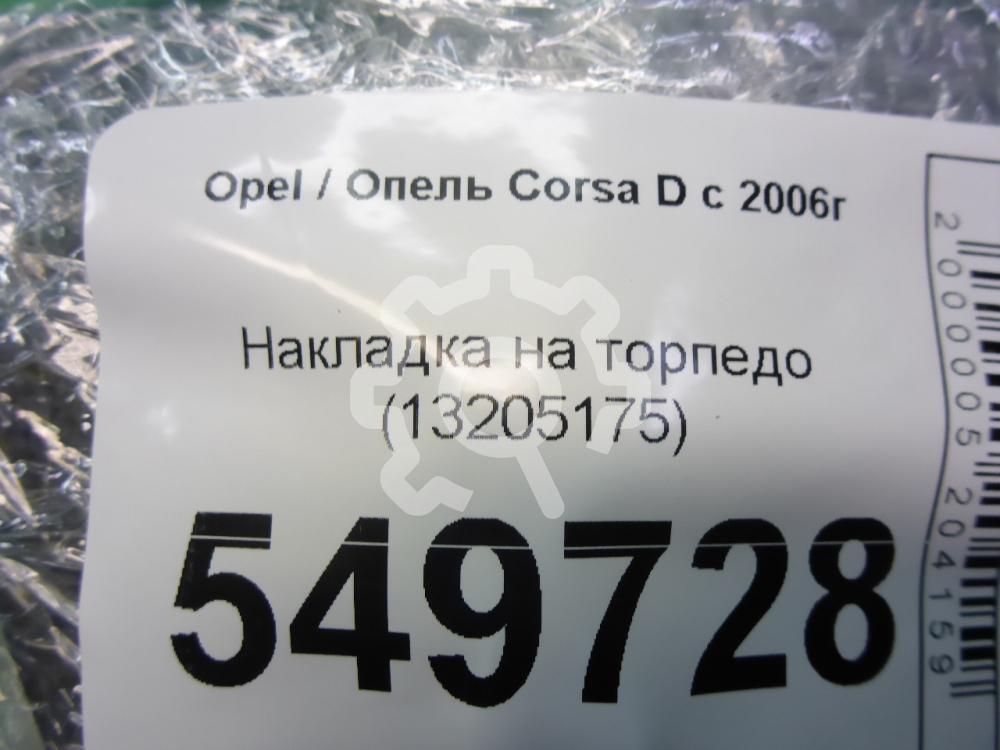 Opel / Опель Corsa D с 2006г
Накладка на торпедо
(13205175)
549728
2000005204159